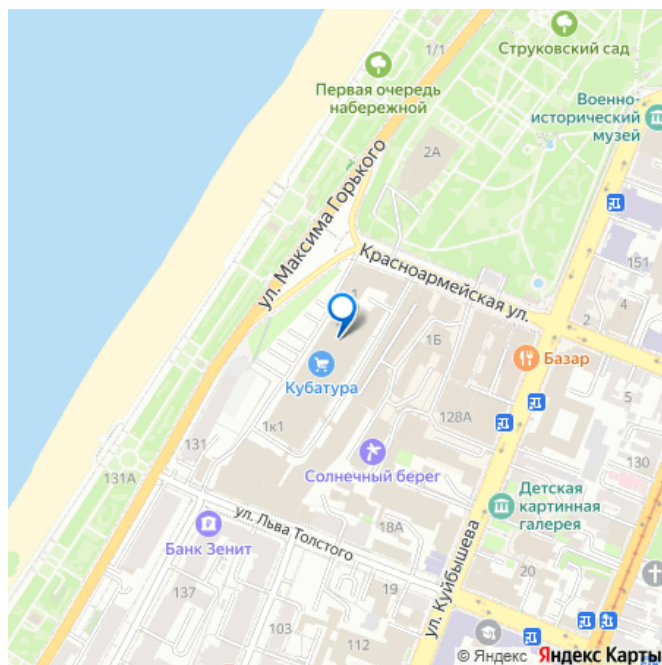 1/1
Струковский сад
Первая очередь
набережной
Военно-
исторический
музей
2А
ул. Максима Горького
Красноармейская ул.
151
4
2
1
1Б
Базар
Кубатура
128А
1к1
131
Солнечный берег
131А
130
Детская
картинная
галерея
ул. Льва Толстого
18А
Банк Зенит
ул. Куйбышева
137
19
20
103
112
© Яндекс Яндекс Карты